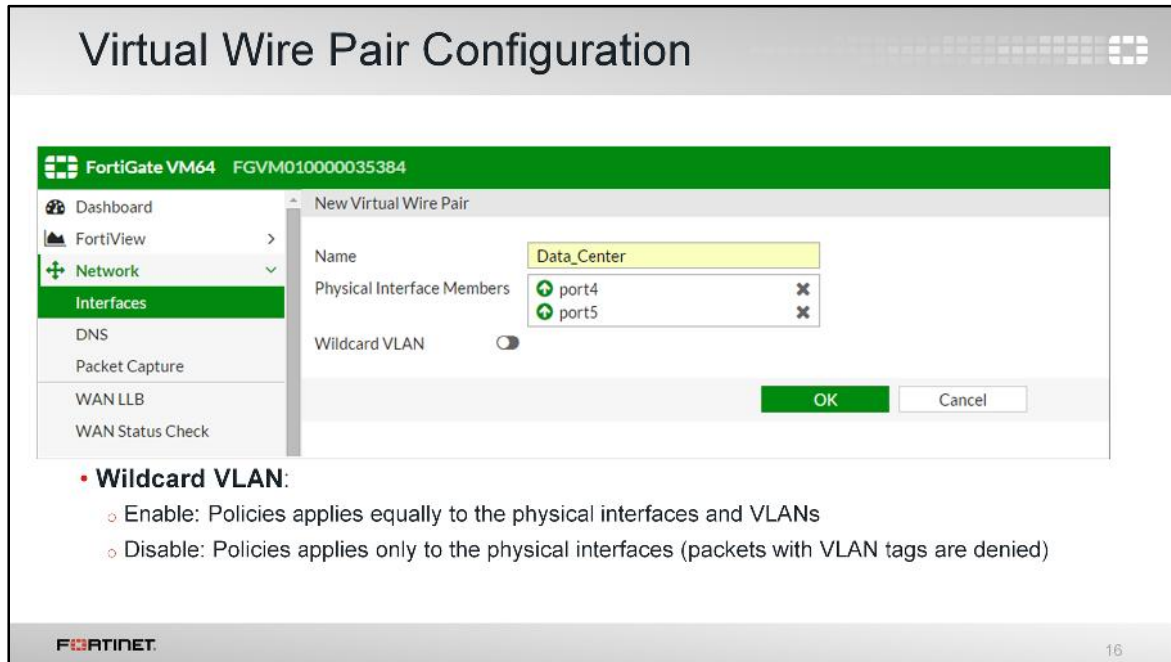 Virtual Wire Pair Configuration
FortiGate VM64 FGVM010000035384
Dashboard
FortiView
Network
Interfaces
DNS
Packet Capture
WAN LLB
WAN Status Check
New Virtual Wire Pair
Name Data_Center
Physical Interface Members port4
port5
Wildcard VLAN
OK Cancel
• Wildcard VLAN:
o Enable: Policies applies equally to the physical interfaces and VLANs
o Disable: Policies applies only to the physical interfaces (packets with VLAN tags are denied)
FORTINET. 16